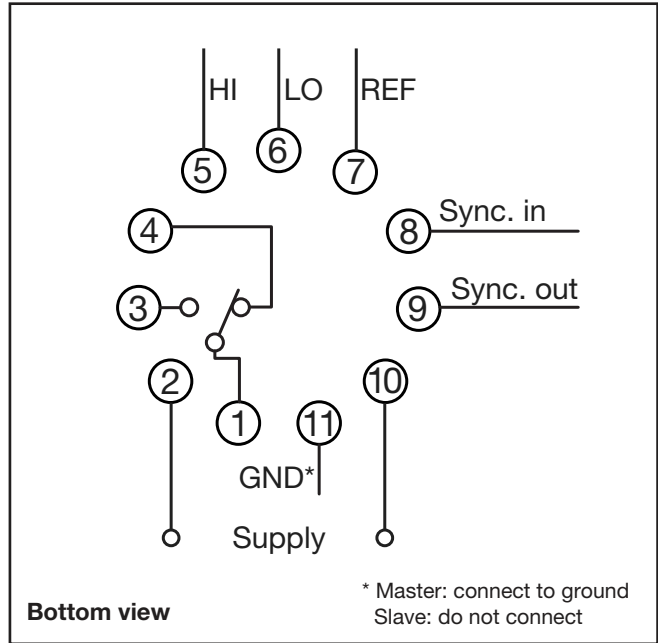 HI LO REF
5 6 7
4 8 Sync. in
3 9 Sync. out
2 10
1 11
GND*
Supply
Bottom view
* Master: connect to ground
Slave: do not connect